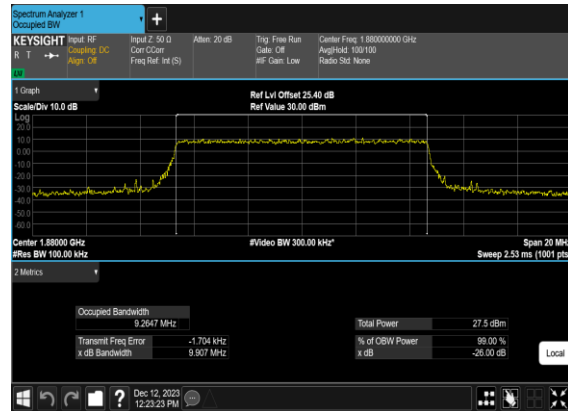 Spectrum Analyzer 1
Occupied BW
+
KEYSIGHT Input: RF Input Z: 50 Ω Atten: 20 dB Trig: Free Run Center Freq: 1.880000000 GHz
R T Coupling: DC Corr CCorr Gate: Off Avg|Hold: 100/100
Align: Off Freq Ref: Int (S) #IF Gain: Low Radio Std: None
LW
1 Graph
Ref Lvl Offset 25.40 dB
Scale/Div 10.0 dB Ref Value 30.00 dBm
Log
20.0
10.0
0.00
-10.0
-20.0
-30.0
-40.0
-50.0
-60.0
Center 1.88000 GHz #Video BW 300.00 kHz* Span 20 MHz
#Res BW 100.00 kHz Sweep 2.53 ms (1001 pts)
2 Metrics
Occupied Bandwidth
9.2647 MHz Total Power 27.5 dBm
Transmit Freq Error -1.704 kHz % of OBW Power 99.00 %
x dB Bandwidth 9.907 MHz x dB -26.00 dB
Local
? Dec 12, 2023
12:23:23 PM